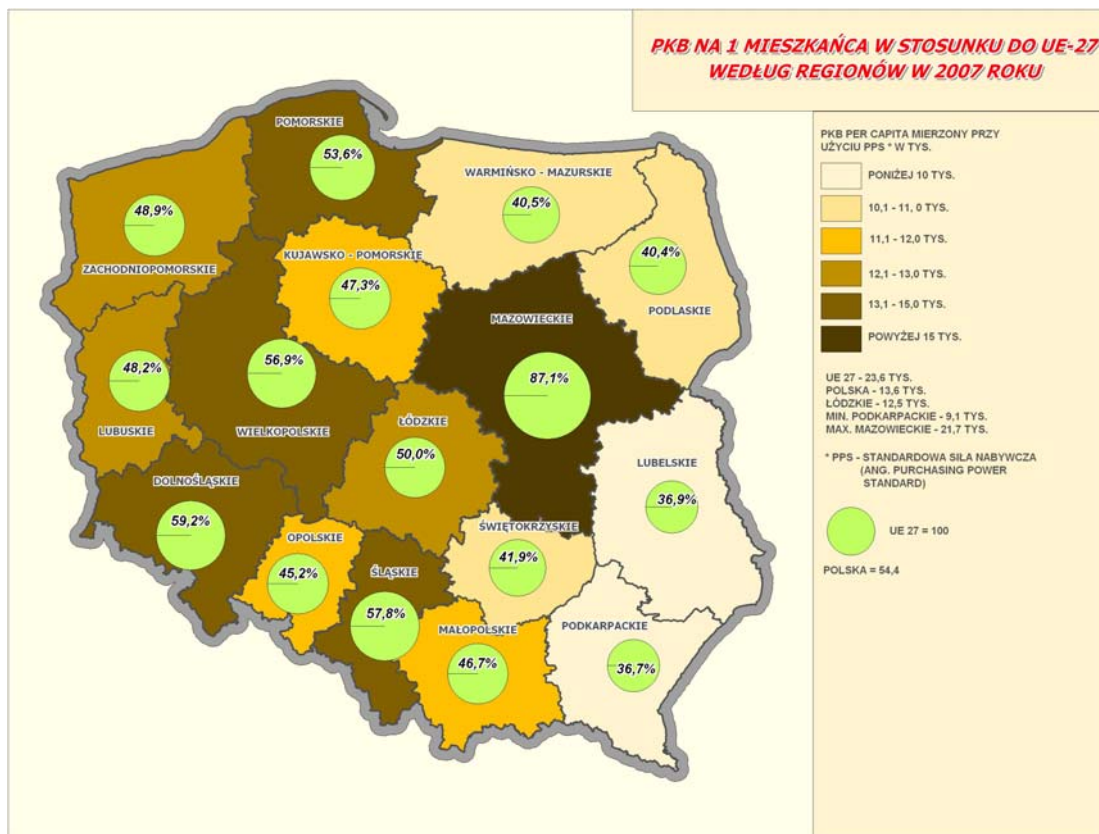 PKB NA 1 MIESZKAŃCA W STOSUNKU DO UE-27
WEDŁUG REGIONÓW W 2007 ROKU
POMORSKIE
53,6%
WARMIŃSKO - MAZURSKIE
40,5%
48,9%
ZACHODNIOPOMORSKIE
KUJAWSKO - POMORSKIE
47,3%
40,4%
PODLASKIE
MAZOWIECKIE
87,1%
48,2%
LUBUSKIE
56,9%
WIELKOPOLSKIE
ŁÓDZKIE
50,0%
LUBELSKIE
36,9%
DOLNOŚLĄSKIE
59,2%
OPOLSKIE
45,2%
ŚLĄSKIE
57,8%
ŚWIĘTOKRZYSKIE
41,9%
MAŁOPOLSKIE
46,7%
PODKARPACKIE
36,7%
PKB PER CAPITA MIERZONY PRZY
UŻYCIU PPS * W TYS.
PONIŻEJ 10 TYS.
10,1 - 11, 0 TYS.
11,1 - 12,0 TYS.
12,1 - 13,0 TYS.
13,1 - 15,0 TYS.
POWYŻEJ 15 TYS.
UE 27 - 23,6 TYS.
POLSKA - 13,6 TYS.
ŁÓDZKIE - 12,5 TYS.
MIN. PODKARPACKIE - 9,1 TYS.
MAX. MAZOWIECKIE - 21,7 TYS.
* PPS - STANDARDOWA SIŁA NABYWCZA
(ANG. PURCHASING POWER
STANDARD)
UE 27 = 100
POLSKA = 54,4